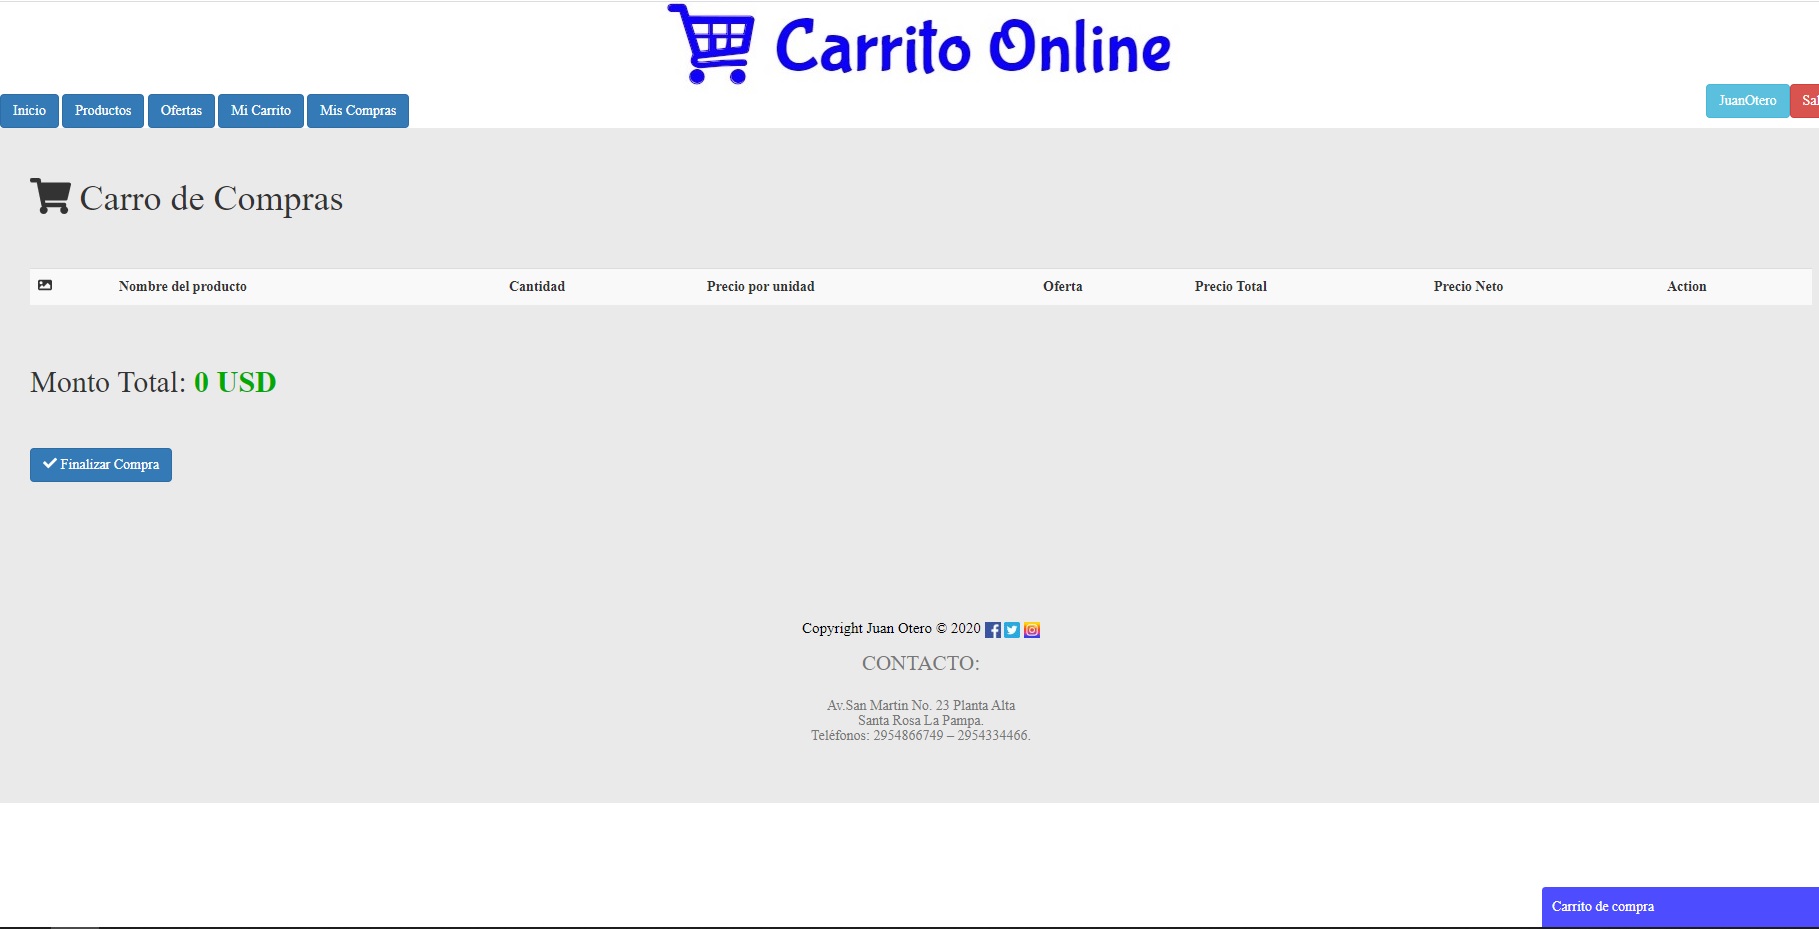 Carrito Online
Inicio Productos Ofertas Mi Carrito Mis Compras JuanOtero
Carro de Compras
Nombre del producto Cantidad Precio por unidad Oferta Precio Total Precio Neto Action
Monto Total: 0 USD
Finalizar Compra
Copyright Juan Otero © 2020
CONTACTO:
Av.San Martin No. 23 Planta Alta
Santa Rosa La Pampa.
Teléfonos: 2954866749 – 2954334466.
Carrito de compra